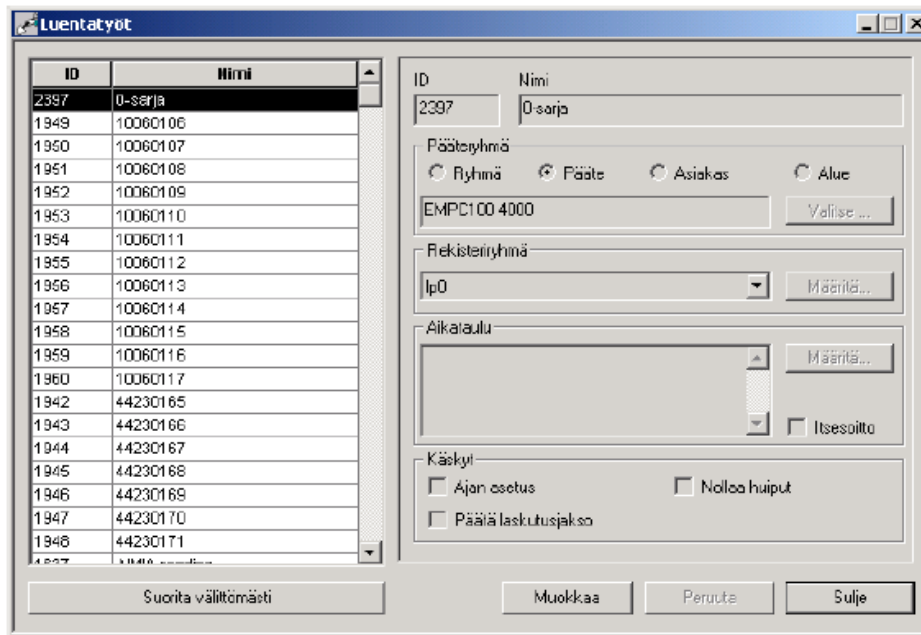 Luentatyöt
ID Nimi
2397 0-sarja
1949 10060106
1950 10060107
1951 10060108
1952 10060109
1953 10060110
1954 10060111
1955 10060112
1956 10060113
1957 10060114
1958 10060115
1959 10060116
1960 10060117
1942 44230165
1943 44230166
1944 44230167
1945 44230168
1946 44230169
1947 44230170
1948 44230171
Suorita välittömästi
ID Nimi
2397 0-sarja
Pääteryhmä
Ryhmä Pääte Asiakas Alue
EMPC100 4000 Valitse ...
Rekisteriryhmä
lp0 Määritä...
Aikataulu
Määritä...
Itsesoitto
Käskyt
Ajan asetus Nollaa huiput
Päätä laskutusjakso
Muokkaa Peruuta Sulje